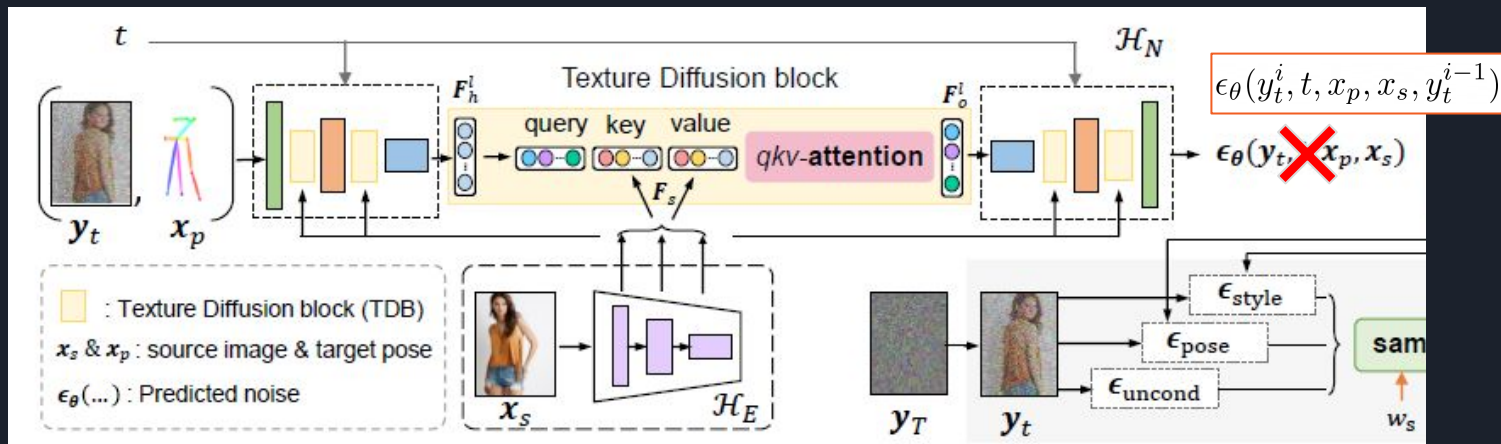 t
ℋ_N
Texture Diffusion block
F_h^l
F_o^l
ϵ_θ(y_t^i, t, x_p, x_s, y_t^{i-1})
query key value
qkv-attention
ϵ_θ(y_t, x_p, x_s)
F_s
y_t , x_p
: Texture Diffusion block (TDB)
x_s & x_p : source image & target pose
ϵ_θ(...) : Predicted noise
x_s
ℋ_E
y_T
y_t
ϵ_style
ϵ_pose
ϵ_uncond
sam
w_s